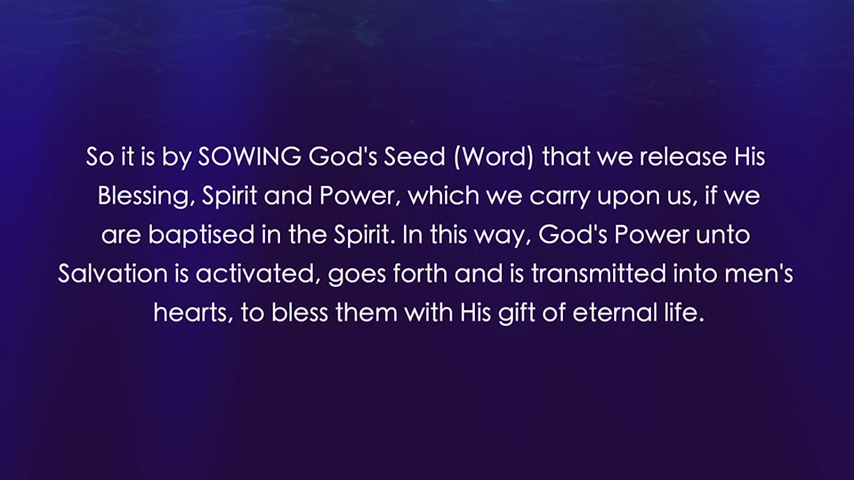 So it is by SOWING God's Seed (Word) that we release His
Blessing, Spirit and Power, which we carry upon us, if we
are baptised in the Spirit. In this way, God's Power unto
Salvation is activated, goes forth and is transmitted into men's
hearts, to bless them with His gift of eternal life.